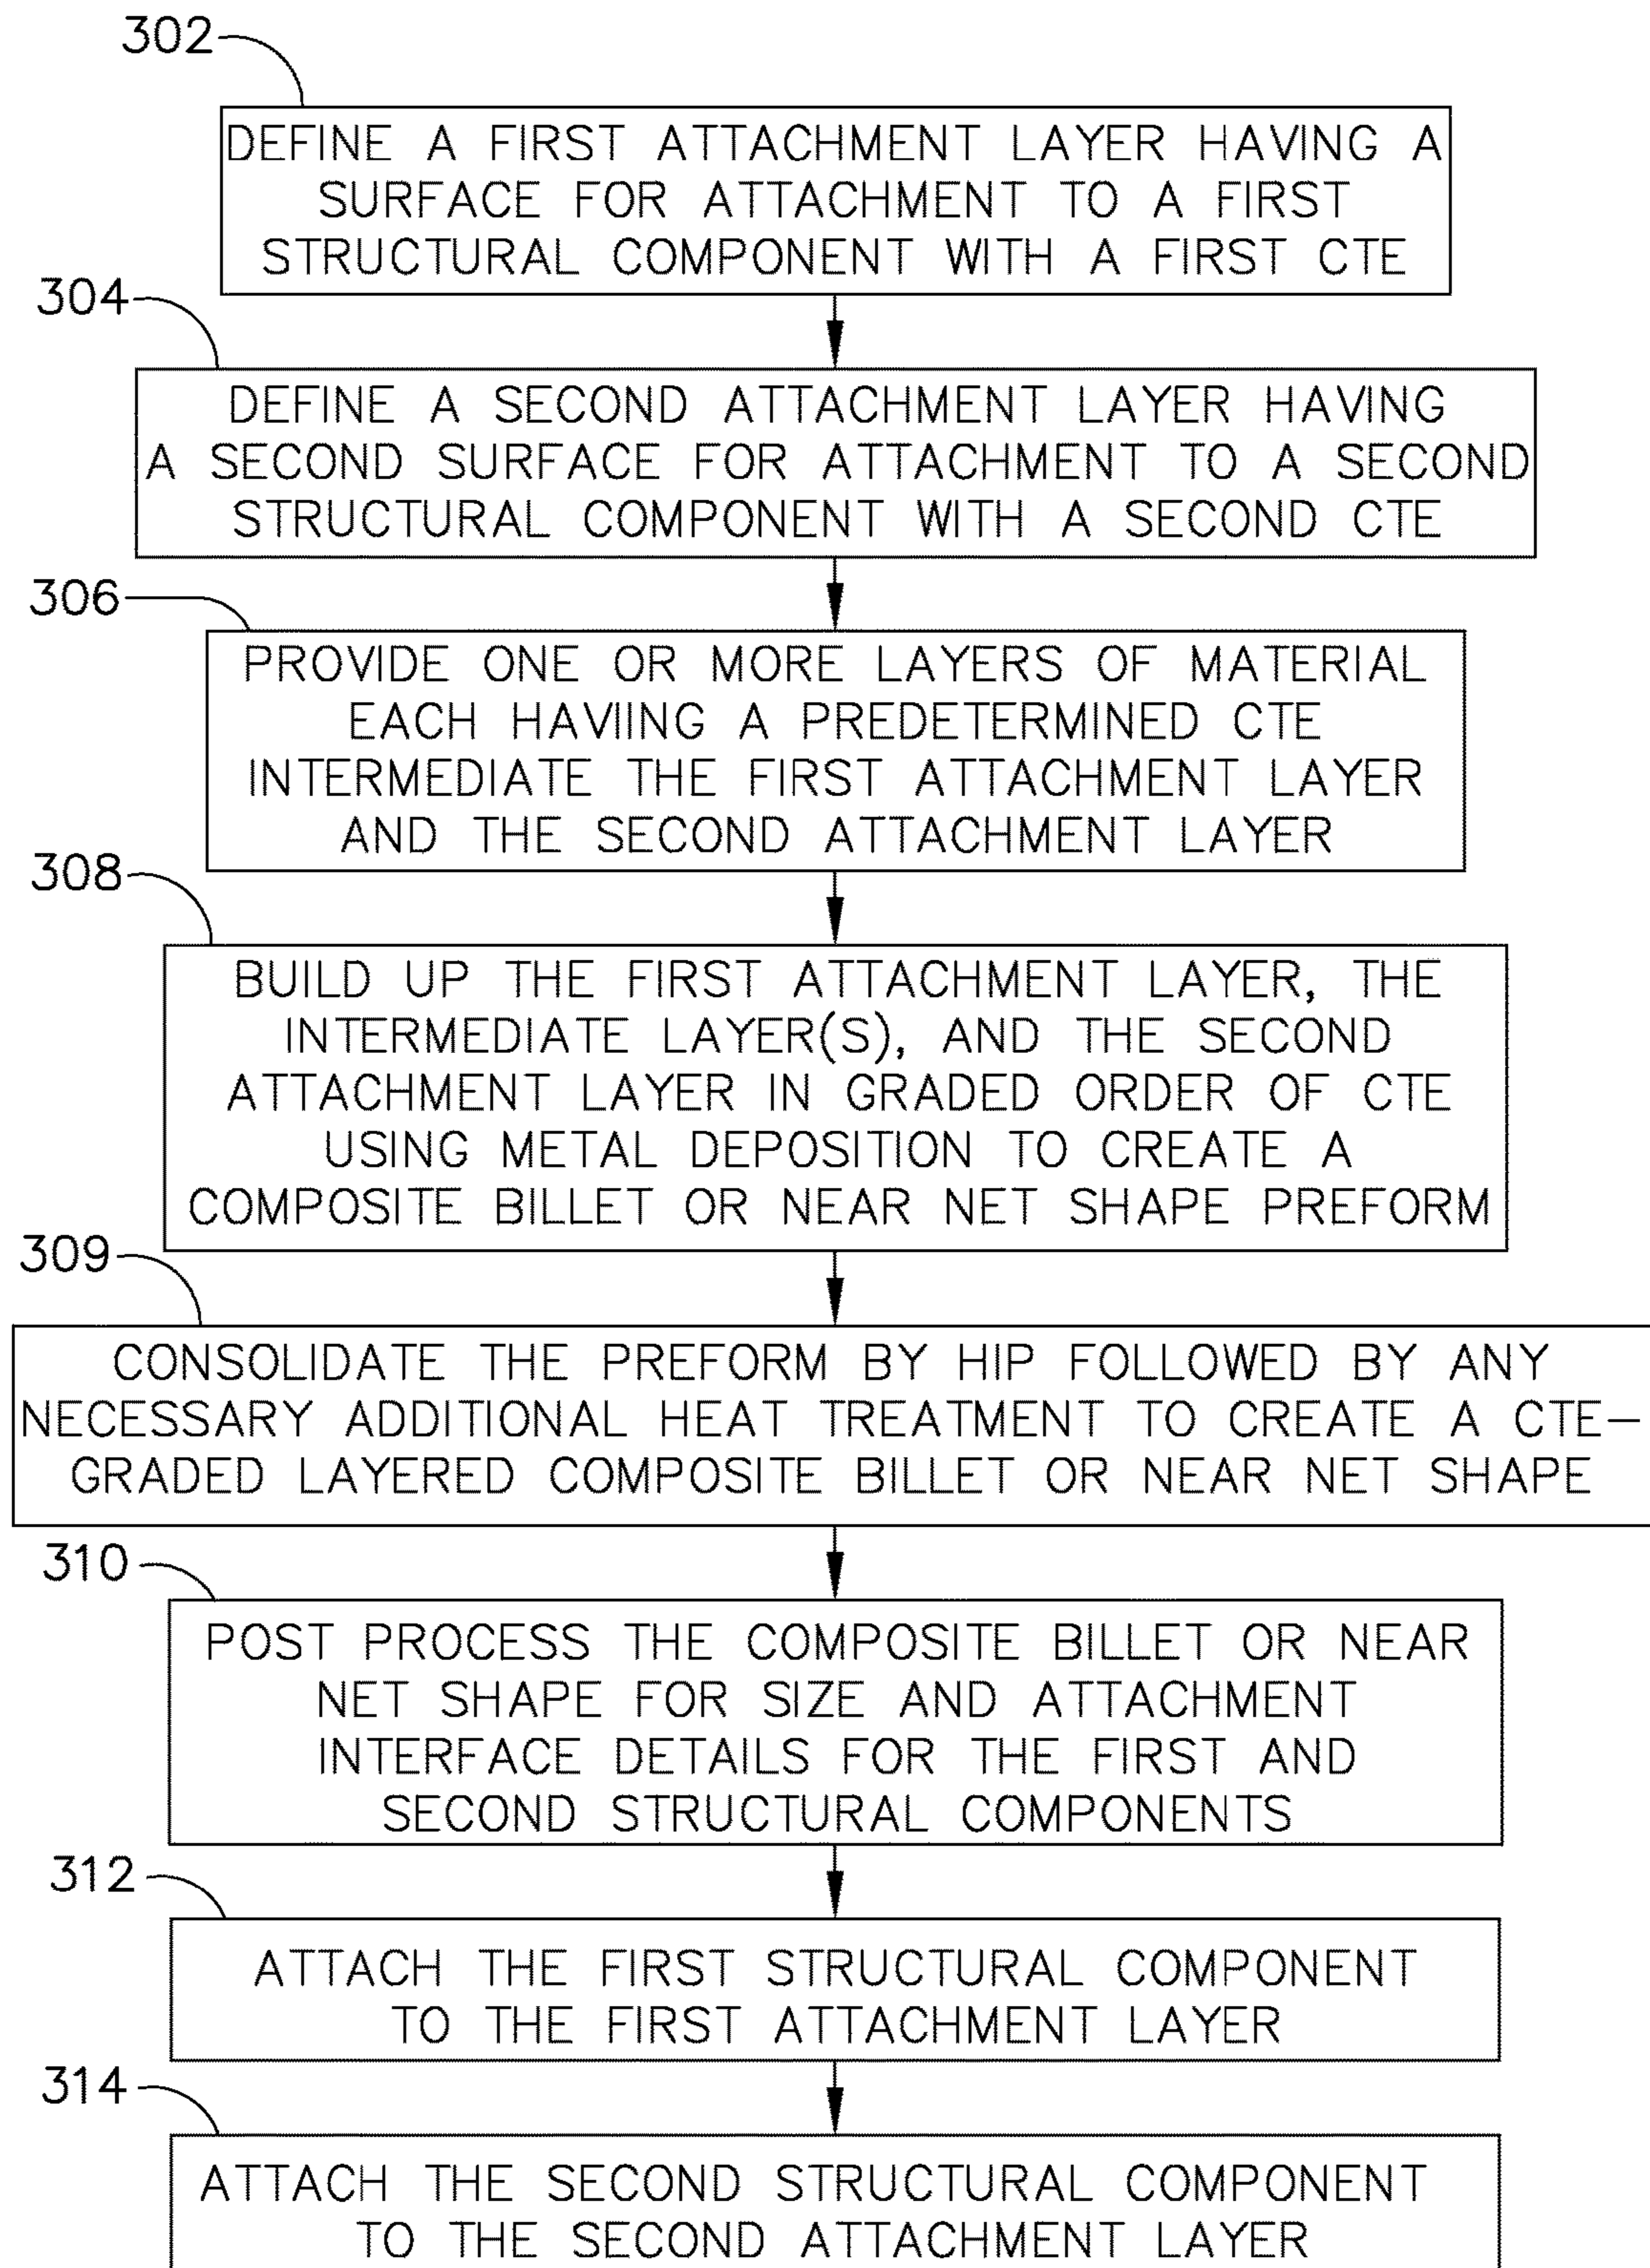 302
DEFINE A FIRST ATTACHMENT LAYER HAVING A
SURFACE FOR ATTACHMENT TO A FIRST
STRUCTURAL COMPONENT WITH A FIRST CTE
304
DEFINE A SECOND ATTACHMENT LAYER HAVING
A SECOND SURFACE FOR ATTACHMENT TO A SECOND
STRUCTURAL COMPONENT WITH A SECOND CTE
306
PROVIDE ONE OR MORE LAYERS OF MATERIAL
EACH HAVIING A PREDETERMINED CTE
INTERMEDIATE THE FIRST ATTACHMENT LAYER
AND THE SECOND ATTACHMENT LAYER
308
BUILD UP THE FIRST ATTACHMENT LAYER, THE
INTERMEDIATE LAYER(S), AND THE SECOND
ATTACHMENT LAYER IN GRADED ORDER OF CTE
USING METAL DEPOSITION TO CREATE A
COMPOSITE BILLET OR NEAR NET SHAPE PREFORM
309
CONSOLIDATE THE PREFORM BY HIP FOLLOWED BY ANY
NECESSARY ADDITIONAL HEAT TREATMENT TO CREATE A CTE–
GRADED LAYERED COMPOSITE BILLET OR NEAR NET SHAPE
310
POST PROCESS THE COMPOSITE BILLET OR NEAR
NET SHAPE FOR SIZE AND ATTACHMENT
INTERFACE DETAILS FOR THE FIRST AND
SECOND STRUCTURAL COMPONENTS
312
ATTACH THE FIRST STRUCTURAL COMPONENT
TO THE FIRST ATTACHMENT LAYER
314
ATTACH THE SECOND STRUCTURAL COMPONENT
TO THE SECOND ATTACHMENT LAYER